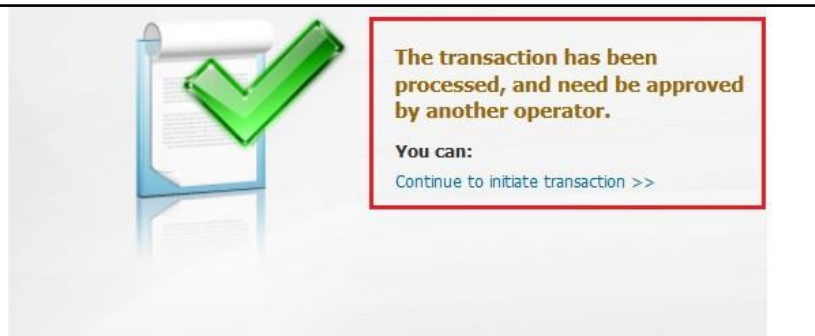 The transaction has been
processed, and need be approved
by another operator.
You can:
Continue to initiate transaction >>